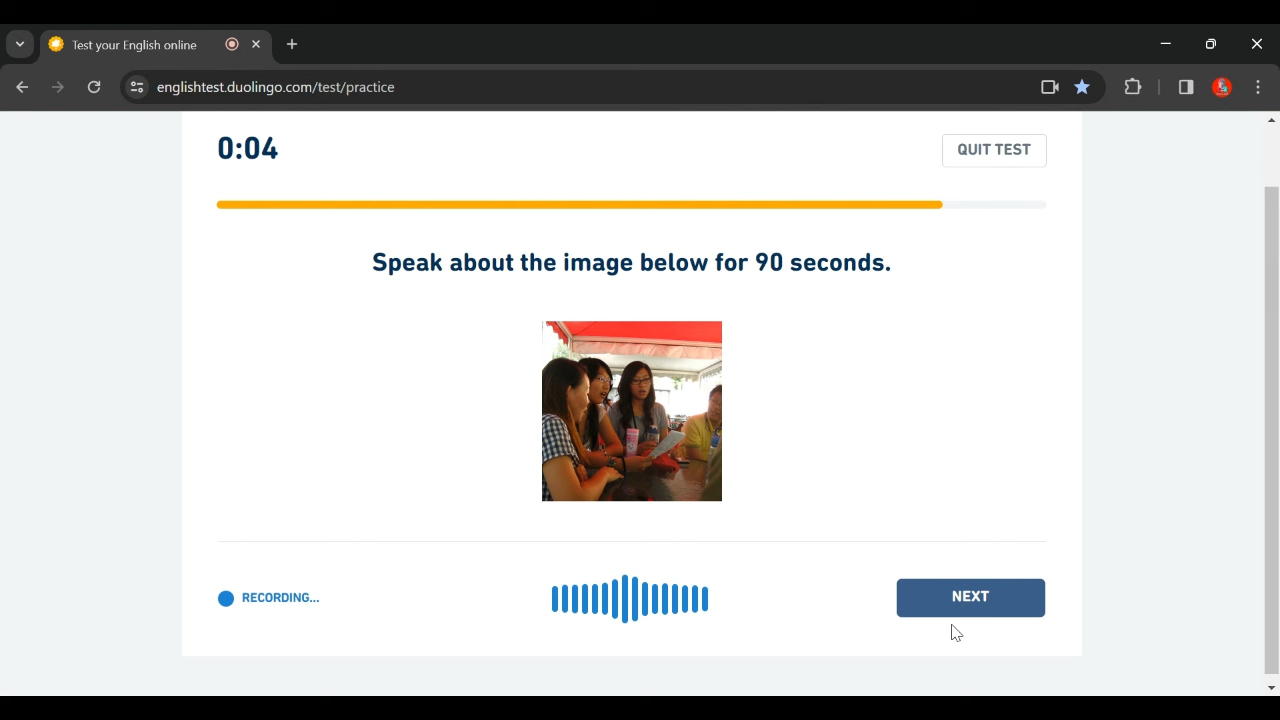 Test your English online
englishtest.duolingo.com/test/practice
0:04
QUIT TEST
Speak about the image below for 90 seconds.
RECORDING...
NEXT